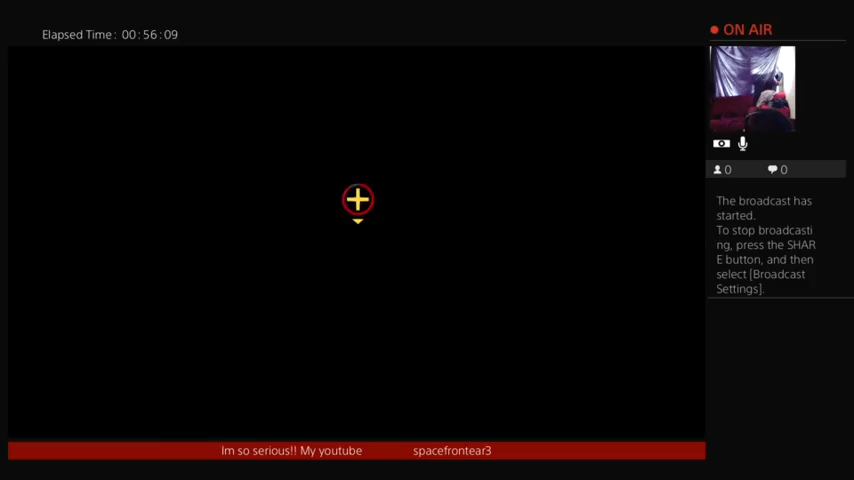 Elapsed Time: 00:56:09
ON AIR
0 0
The broadcast has
started.
To stop broadcasti
ng, press the SHAR
E button, and then
select [Broadcast
Settings].
Im so serious!! My youtube spacefrontear3